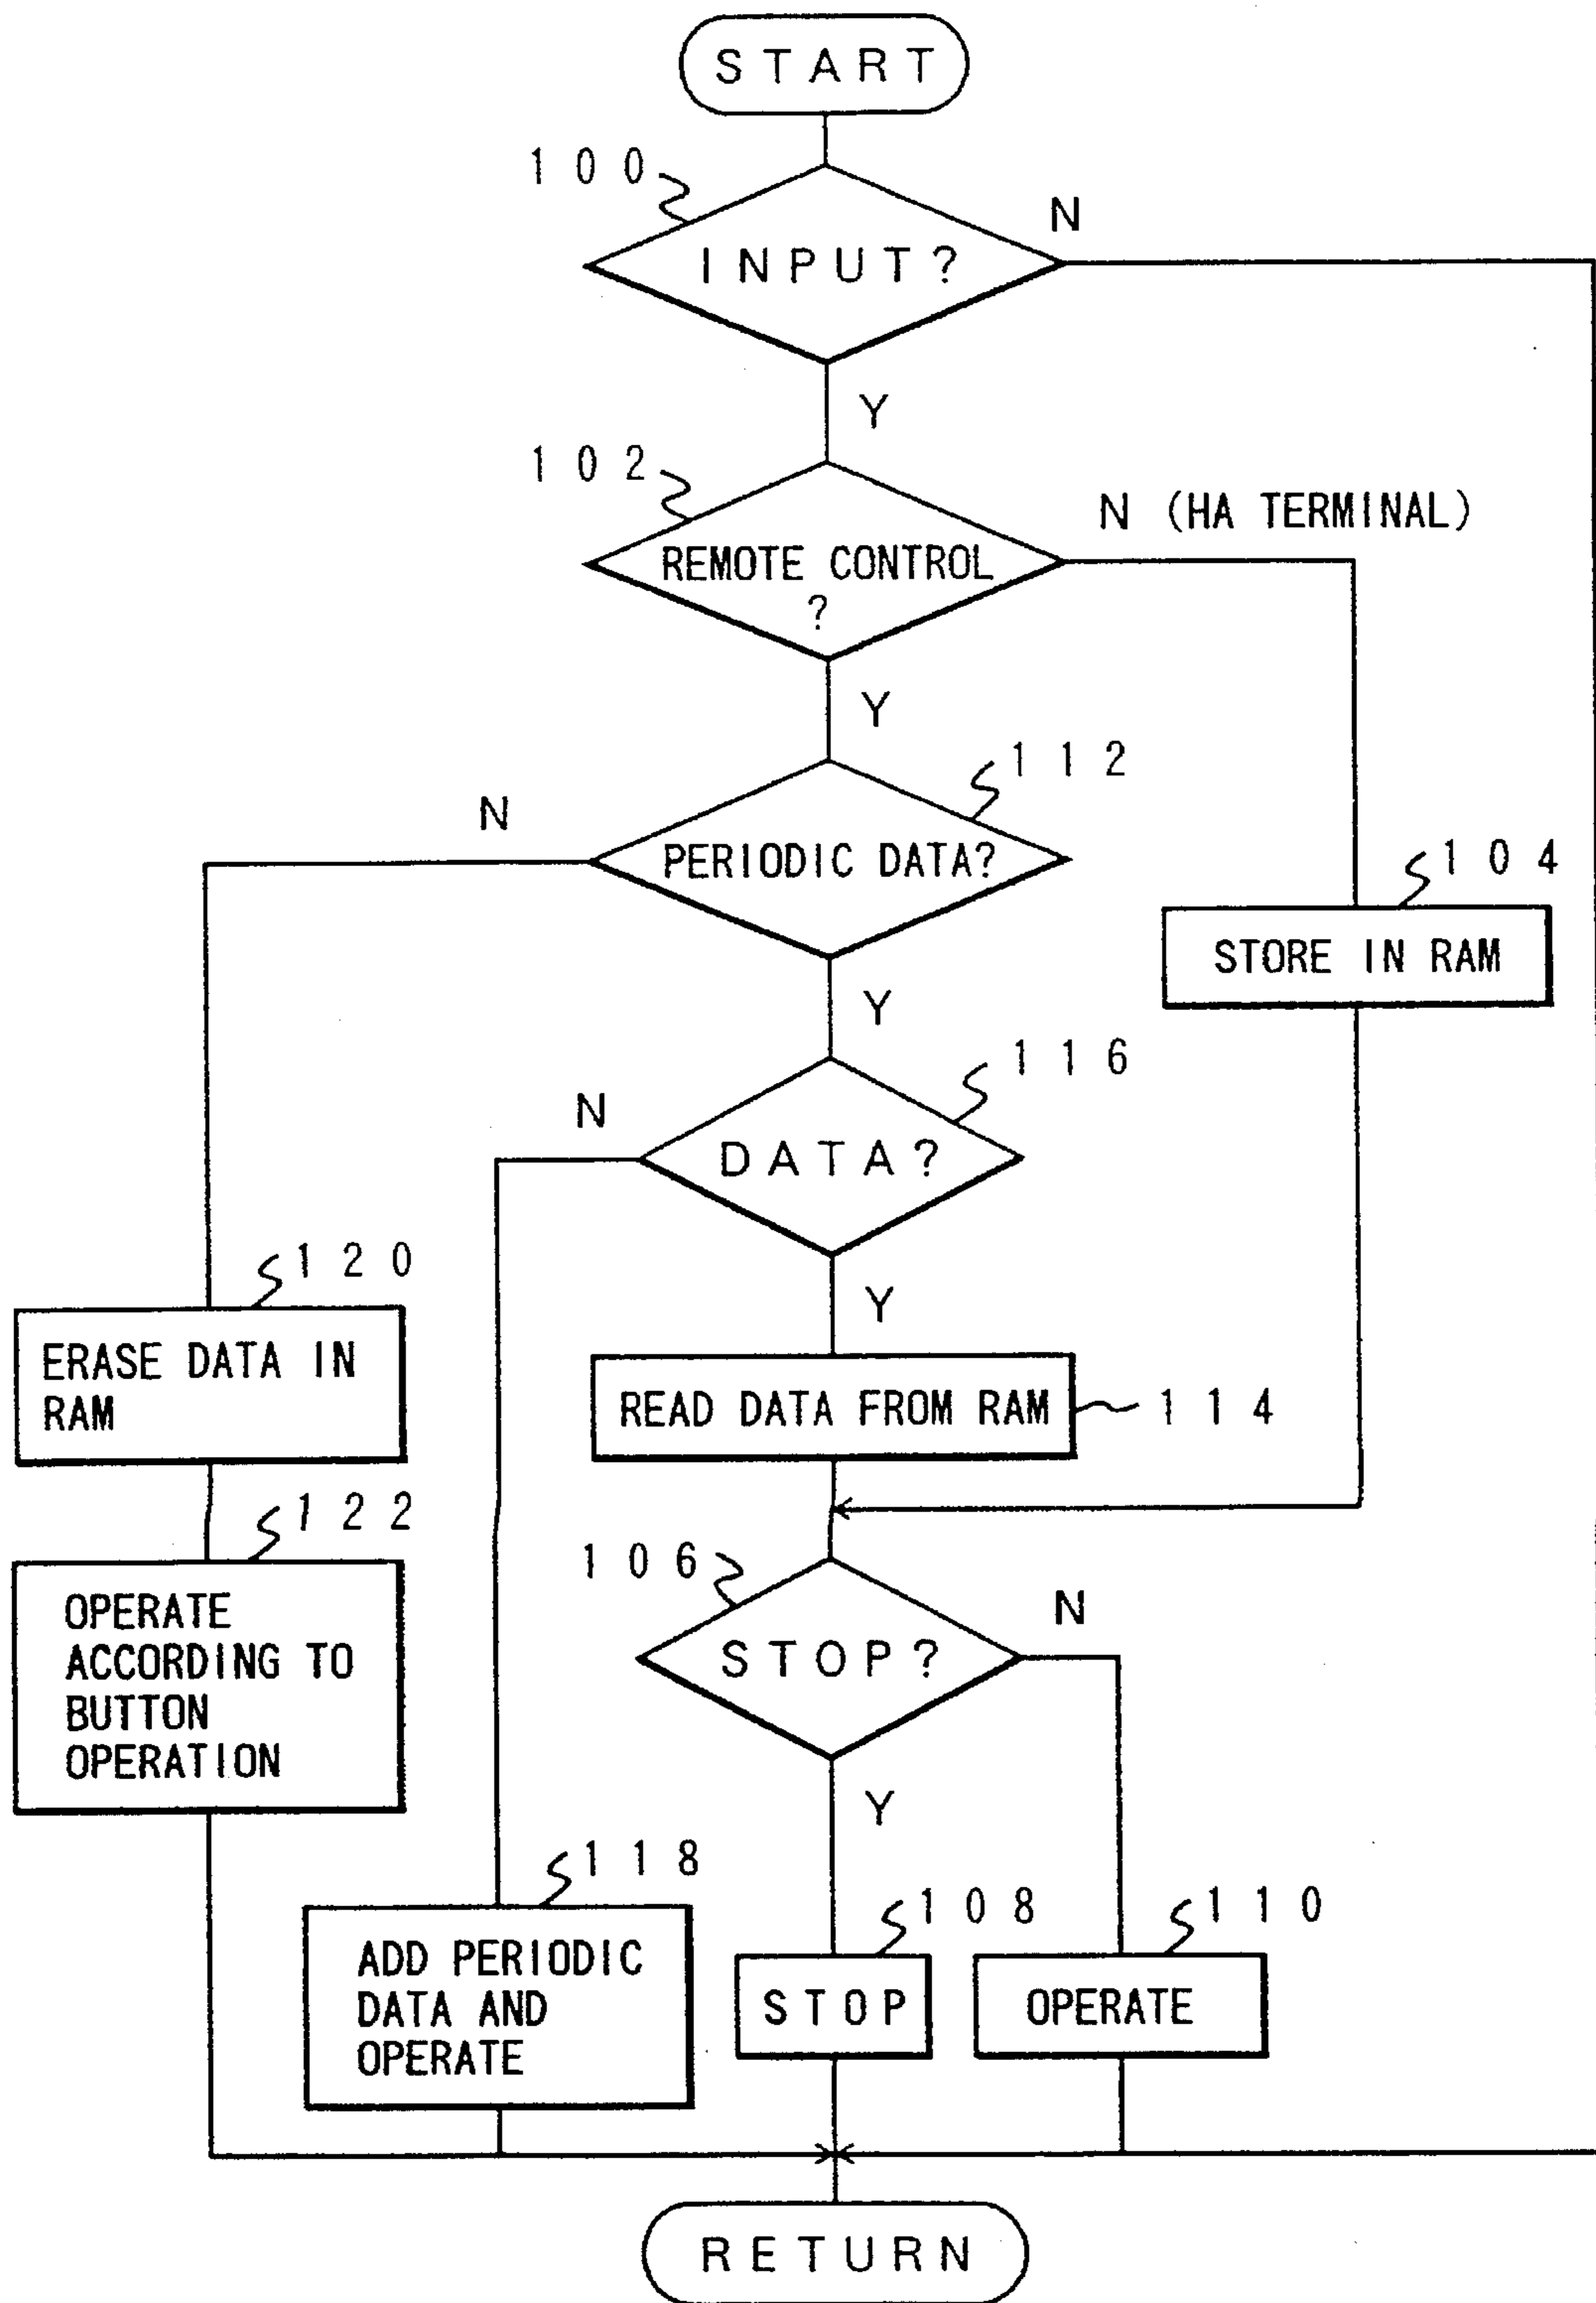 START
100
INPUT?
N
Y
102
REMOTE CONTROL
?
N (HA TERMINAL)
Y
112
PERIODIC DATA?
N
104
STORE IN RAM
Y
116
DATA?
N
Y
120
ERASE DATA IN
RAM
READ DATA FROM RAM
114
122
OPERATE
ACCORDING TO
BUTTON
OPERATION
106
STOP?
N
Y
118
ADD PERIODIC
DATA AND
OPERATE
108
STOP
110
OPERATE
RETURN